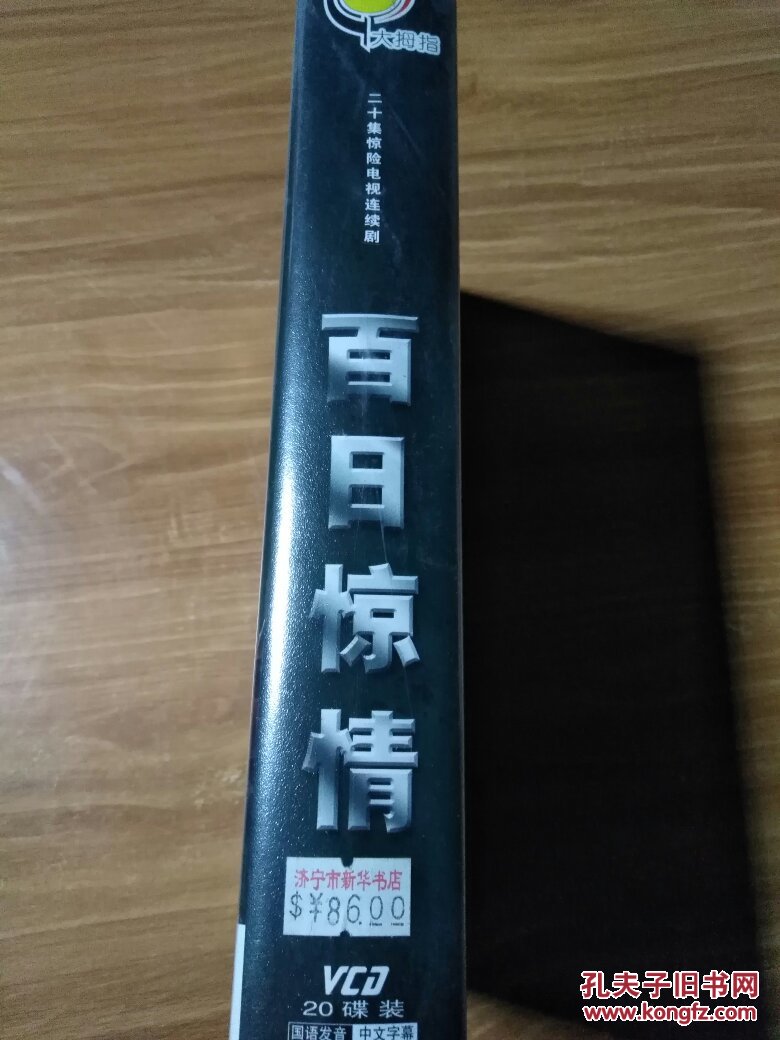 大拇指
二十集惊险电视连续剧
百日惊情
济宁市新华书店
$¥86.00
VCD
20碟装
国语发音 中文字幕
孔夫子旧书网
www.kongfz.com